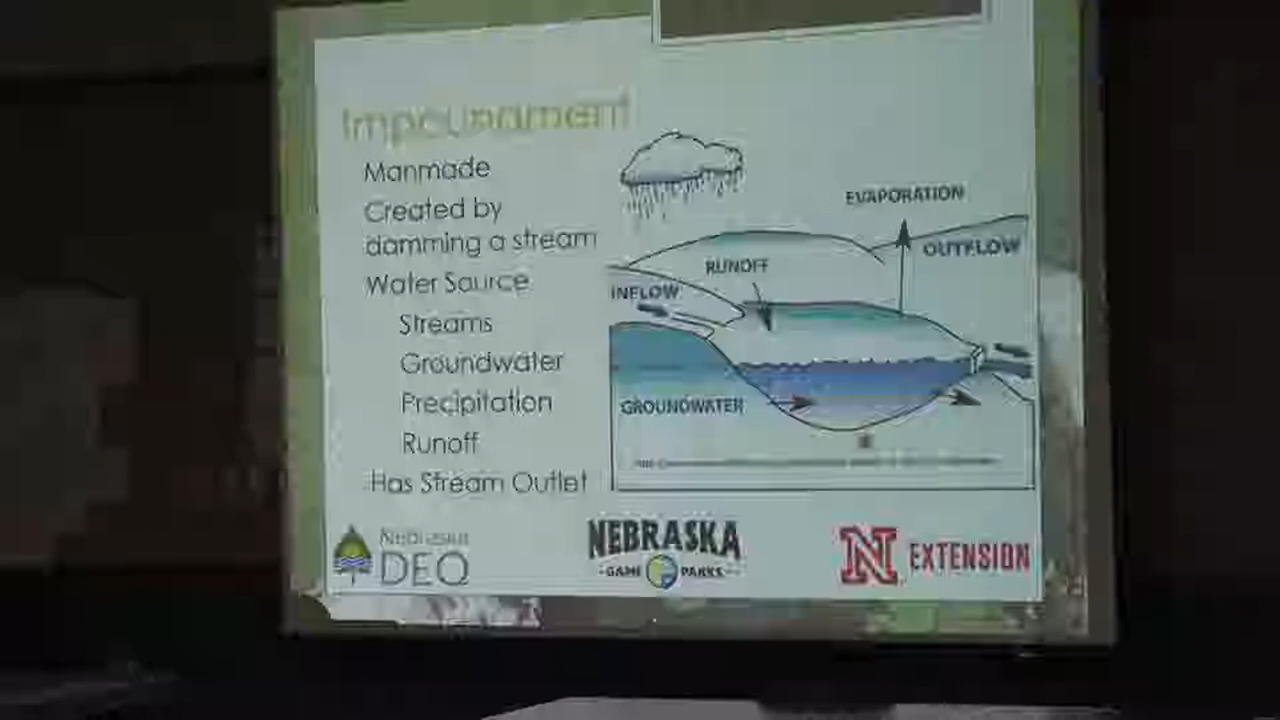 Impoundment
Manmade
Created by
damming a stream
Water Source
Streams
Groundwater
Precipitation
Runoff
Has Stream Outlet
EVAPORATION
OUTFLOW
RUNOFF
INFLOW
GROUNDWATER
Nebraska
DEQ
NEBRASKA
GAME PARKS
N EXTENSION